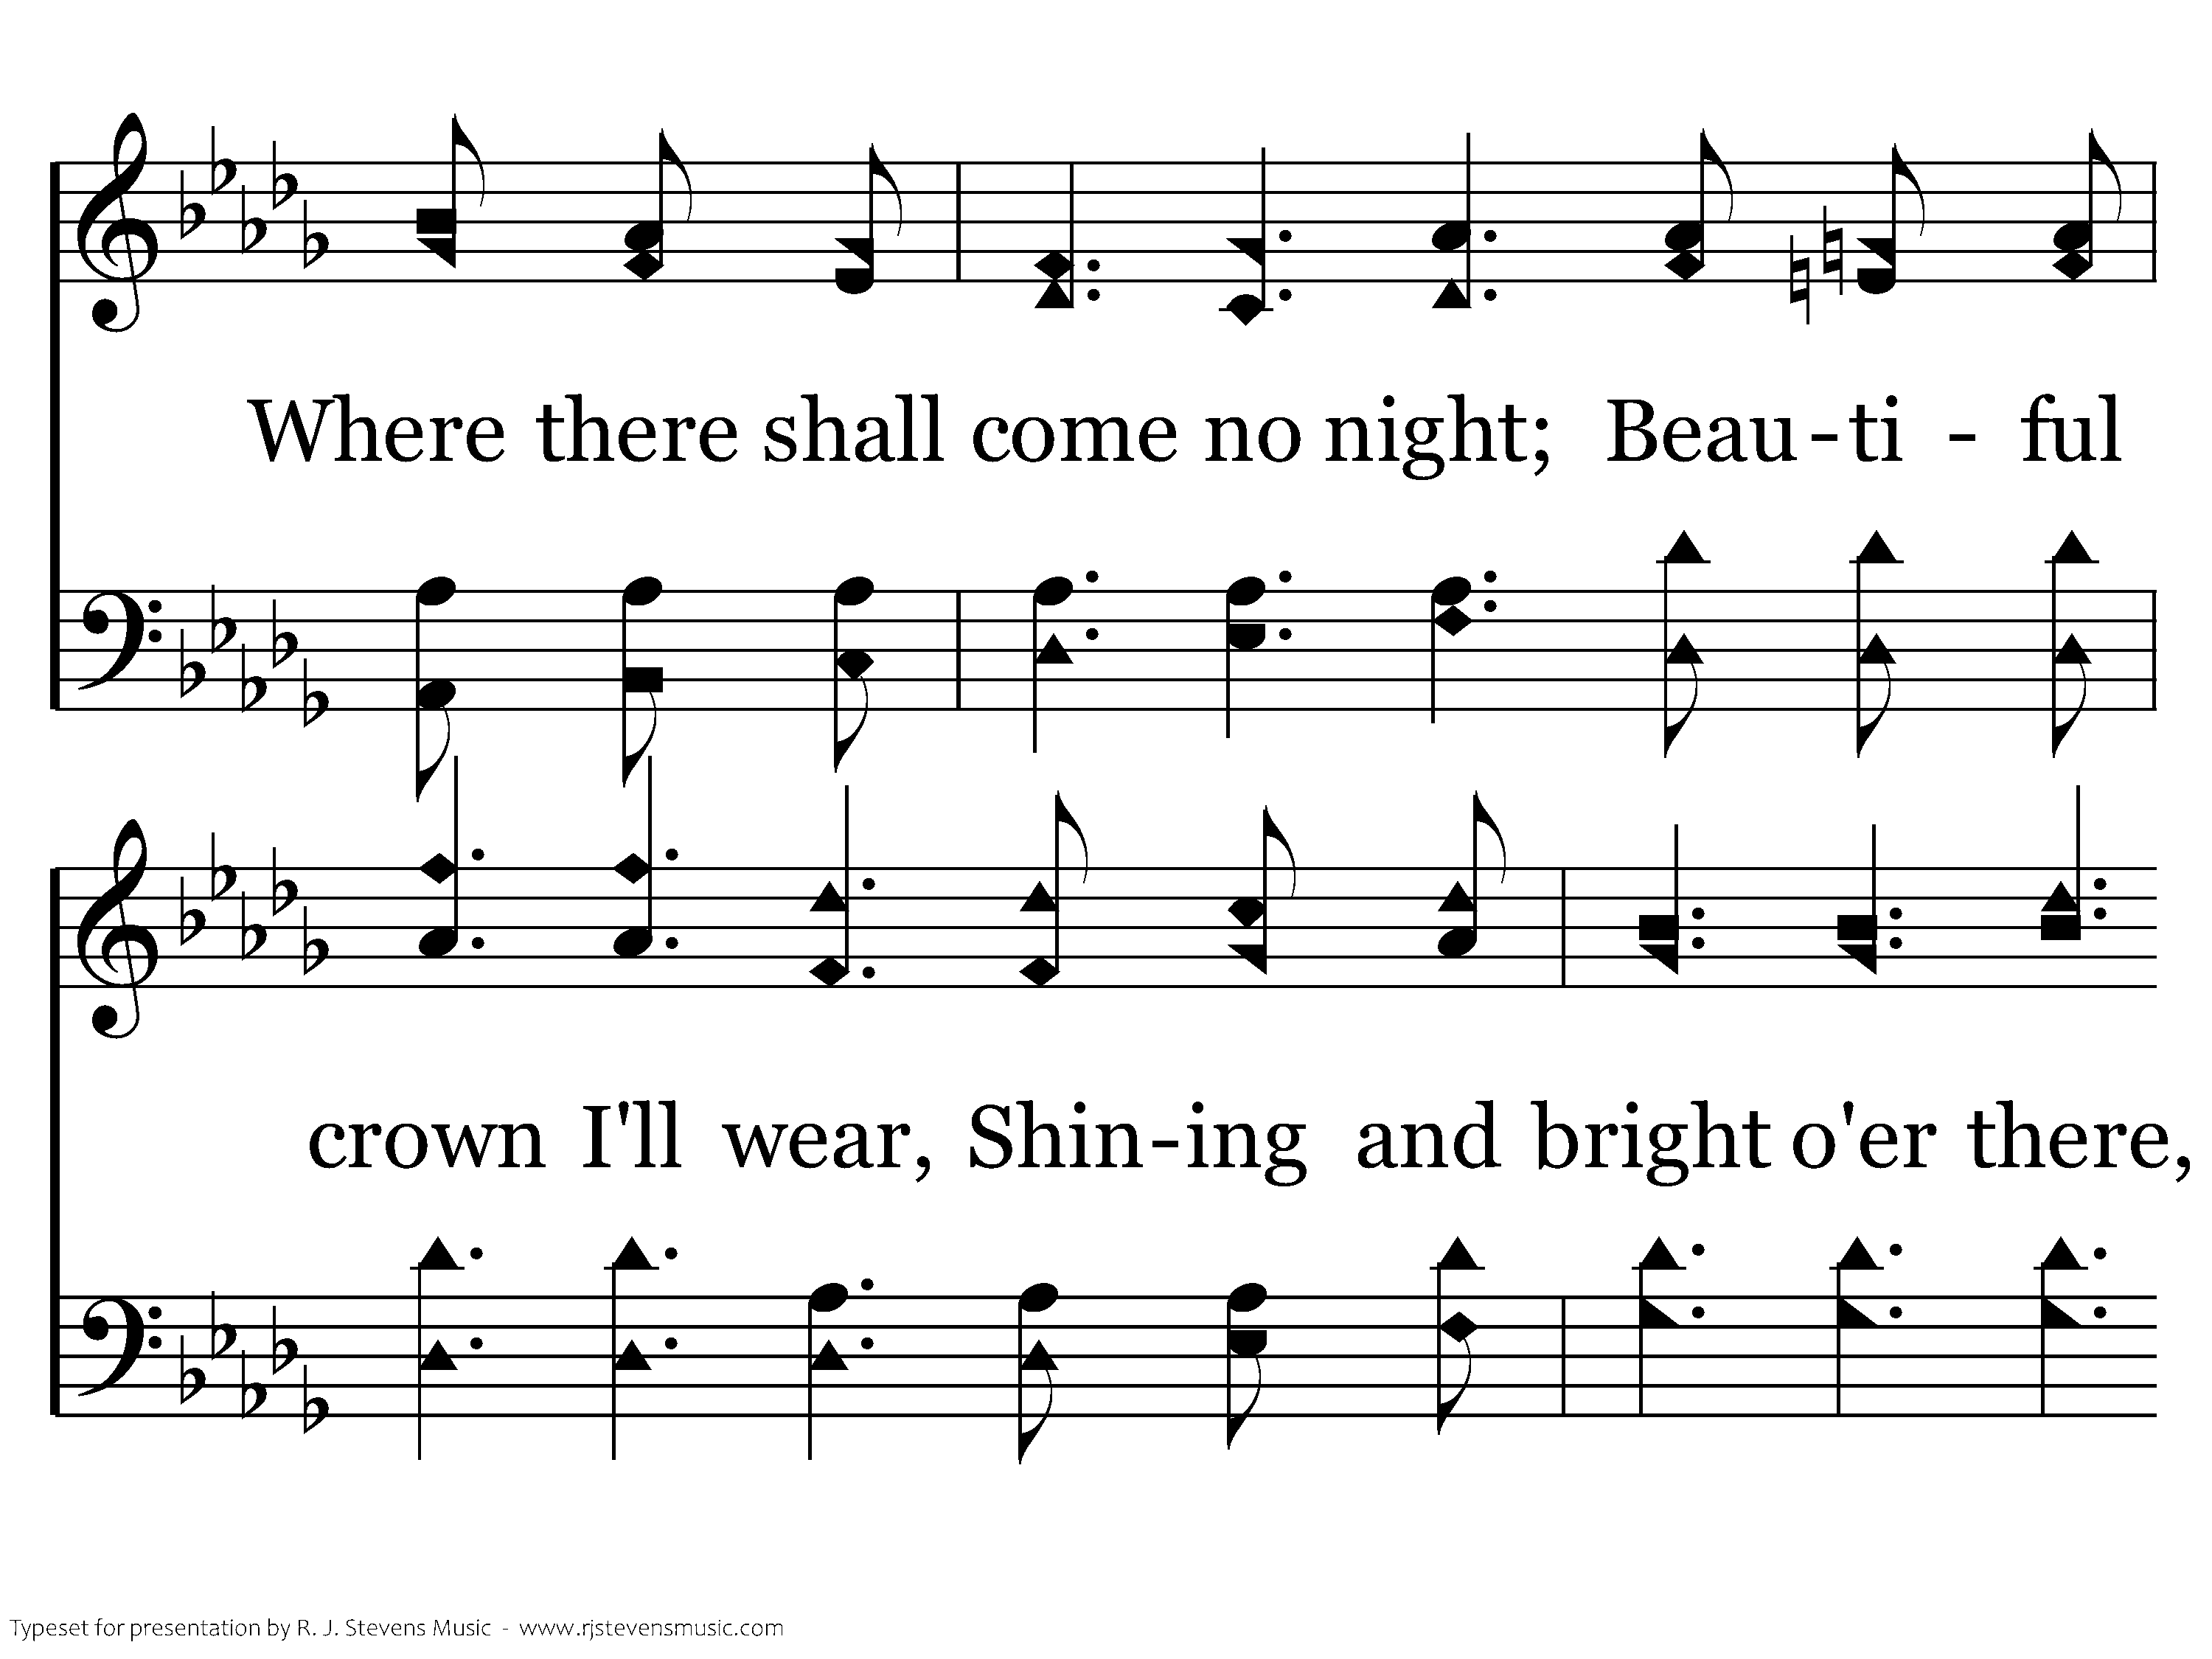 Where there shall come no night; Beau-ti - ful
crown I'll wear, Shin-ing and bright o'er there,
Typeset for presentation by R. J. Stevens Music - www.rjstevensmusic.com